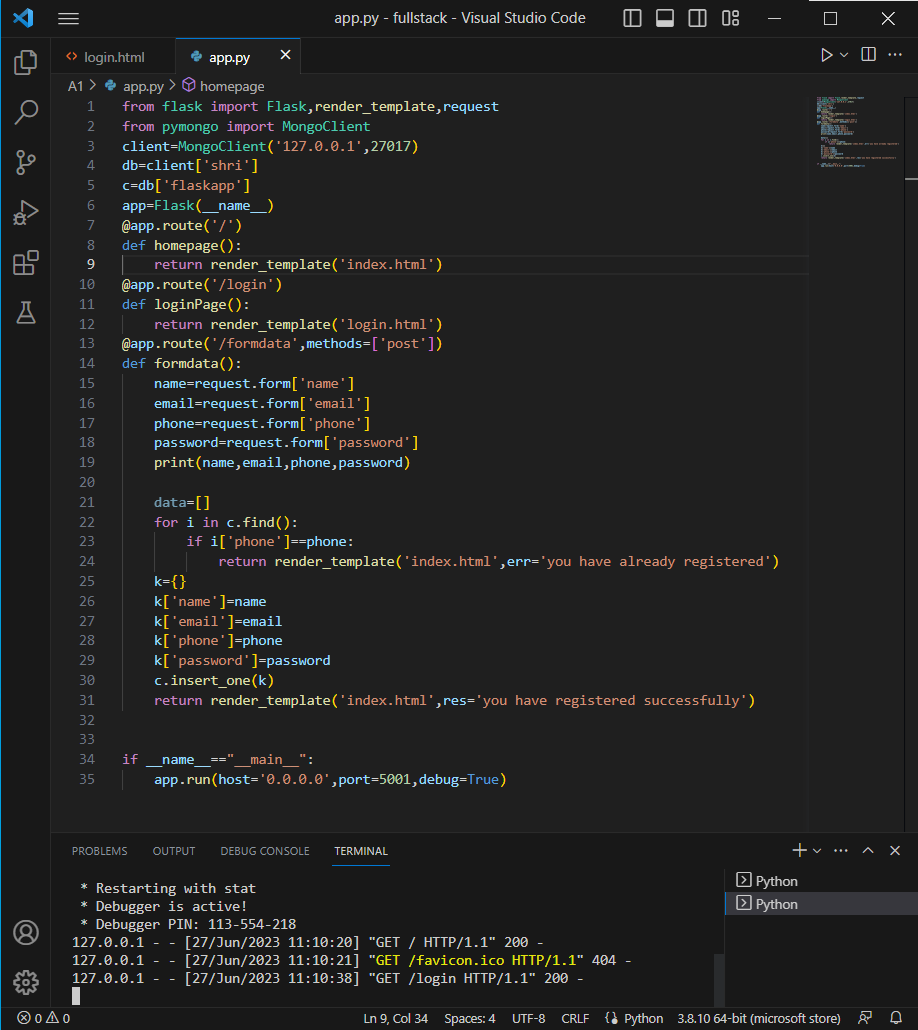 app.py - fullstack - Visual Studio Code
login.html
app.py
A1 > app.py > homepage
1 from flask import Flask,render_template,request
2 from pymongo import MongoClient
3 client=MongoClient('127.0.0.1',27017)
4 db=client['shri']
5 c=db['flaskapp']
6 app=Flask(__name__)
7 @app.route('/')
8 def homepage():
9     return render_template('index.html')
10 @app.route('/login')
11 def loginPage():
12     return render_template('login.html')
13 @app.route('/formdata',methods=['post'])
14 def formdata():
15     name=request.form['name']
16     email=request.form['email']
17     phone=request.form['phone']
18     password=request.form['password']
19     print(name,email,phone,password)
20
21     data=[]
22     for i in c.find():
23         if i['phone']==phone:
24             return render_template('index.html',err='you have already registered')
25     k={}
26     k['name']=name
27     k['email']=email
28     k['phone']=phone
29     k['password']=password
30     c.insert_one(k)
31     return render_template('index.html',res='you have registered successfully')
32
33
34 if __name__=="__main__":
35     app.run(host='0.0.0.0',port=5001,debug=True)
PROBLEMS OUTPUT DEBUG CONSOLE TERMINAL
* Restarting with stat
* Debugger is active!
* Debugger PIN: 113-554-218
127.0.0.1 - - [27/Jun/2023 11:10:20] "GET / HTTP/1.1" 200 -
127.0.0.1 - - [27/Jun/2023 11:10:21] "GET /favicon.ico HTTP/1.1" 404 -
127.0.0.1 - - [27/Jun/2023 11:10:38] "GET /login HTTP/1.1" 200 -
Python
Python
0 0 Ln 9, Col 34 Spaces: 4 UTF-8 CRLF Python 3.8.10 64-bit (microsoft store)